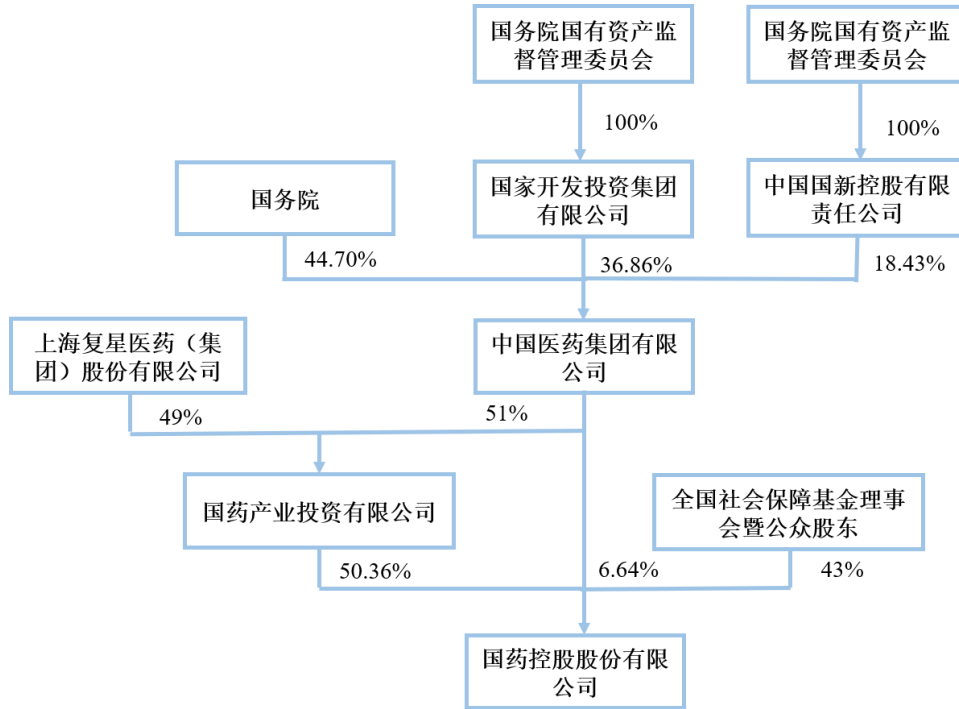 国务院国有资产监
督管理委员会
国务院国有资产监
督管理委员会
100%
100%
国务院
国家开发投资集团
有限公司
中国国新控股有限
责任公司
44.70%
36.86%
18.43%
上海复星医药（集
团）股份有限公司
中国医药集团有限
公司
49%
51%
国药产业投资有限公司
全国社会保障基金理事
会暨公众股东
50.36%
6.64%
43%
国药控股股份有限
公司